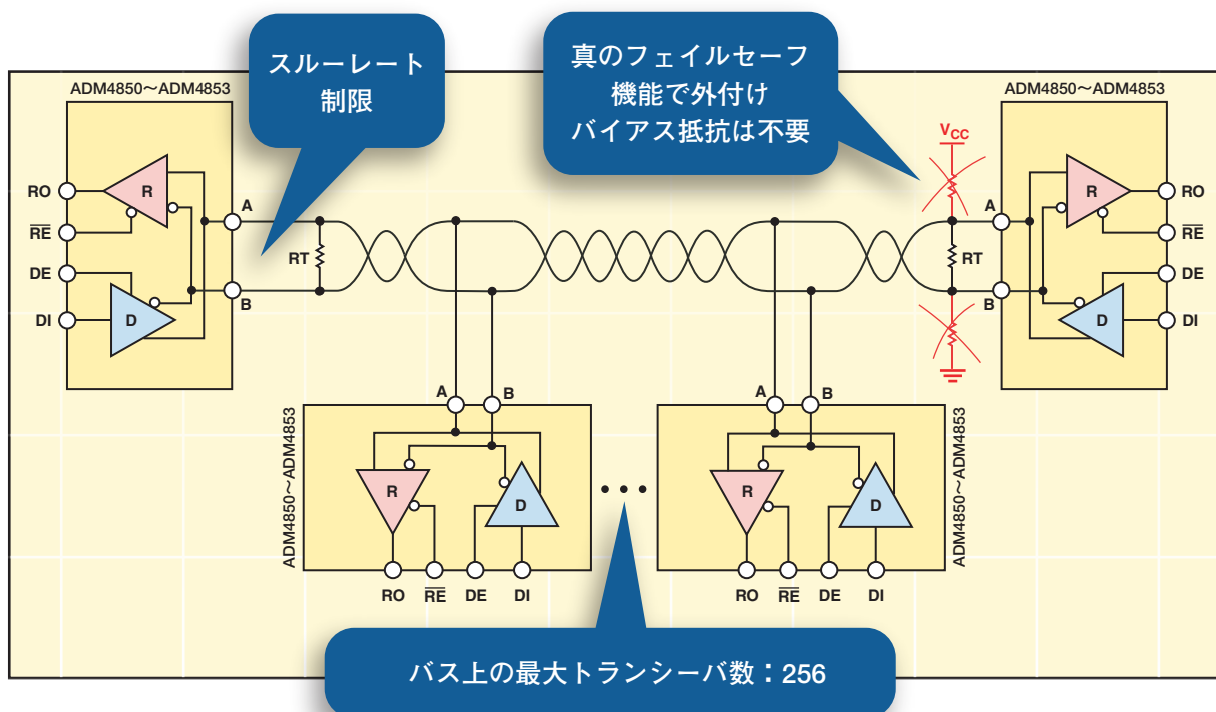 スルーレート
制限
真のフェイルセーフ
機能で外付け
バイアス抵抗は不要
ADM4850〜ADM4853
ADM4850〜ADM4853
VCC
RO
R
RE
DE
DI
D
A
B
RT
RT
A
B
R
D
RO
RE
DE
DI
A
B
ADM4850〜ADM4853
R
D
RO
RE
DE
DI
•••
A
B
ADM4850〜ADM4853
R
D
RO
RE
DE
DI
バス上の最大トランシーバ数：256